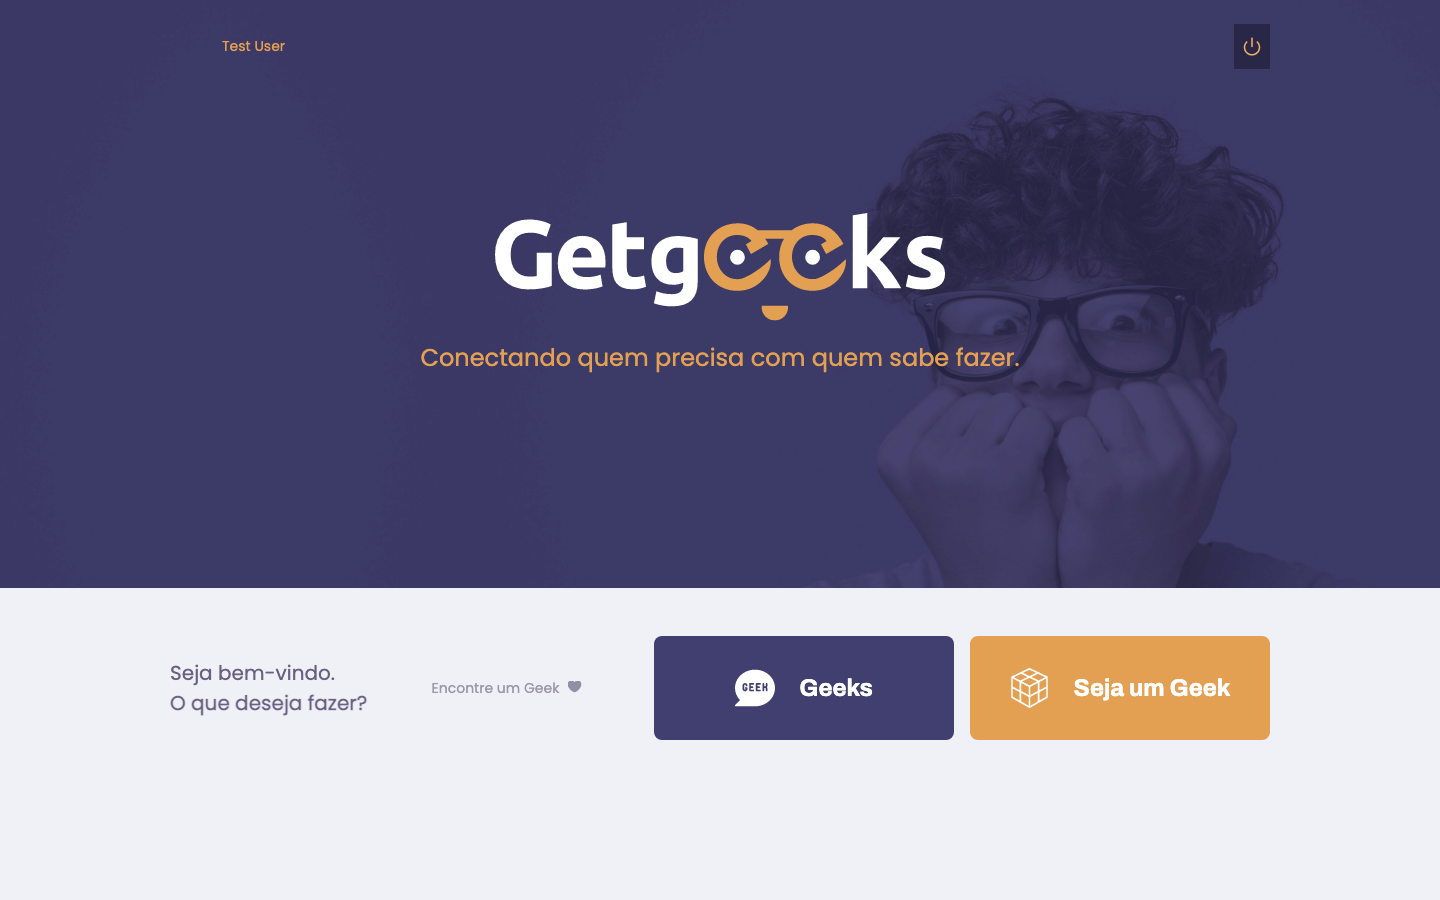 Test User
Getgeeks
Conectando quem precisa com quem sabe fazer.
Seja bem-vindo.
O que deseja fazer?
Encontre um Geek
GEEK
Geeks
Seja um Geek